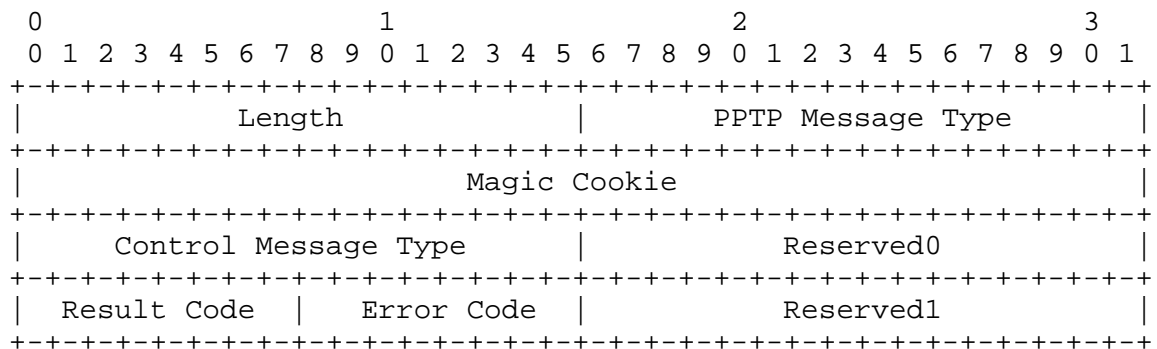 0                   1                   2                   3
 0 1 2 3 4 5 6 7 8 9 0 1 2 3 4 5 6 7 8 9 0 1 2 3 4 5 6 7 8 9 0 1
+-+-+-+-+-+-+-+-+-+-+-+-+-+-+-+-+-+-+-+-+-+-+-+-+-+-+-+-+-+-+-+-+
|            Length             |       PPTP Message Type       |
+-+-+-+-+-+-+-+-+-+-+-+-+-+-+-+-+-+-+-+-+-+-+-+-+-+-+-+-+-+-+-+-+
|                         Magic Cookie                          |
+-+-+-+-+-+-+-+-+-+-+-+-+-+-+-+-+-+-+-+-+-+-+-+-+-+-+-+-+-+-+-+-+
|     Control Message Type      |           Reserved0           |
+-+-+-+-+-+-+-+-+-+-+-+-+-+-+-+-+-+-+-+-+-+-+-+-+-+-+-+-+-+-+-+-+
|  Result Code  |  Error Code   |           Reserved1           |
+-+-+-+-+-+-+-+-+-+-+-+-+-+-+-+-+-+-+-+-+-+-+-+-+-+-+-+-+-+-+-+-+